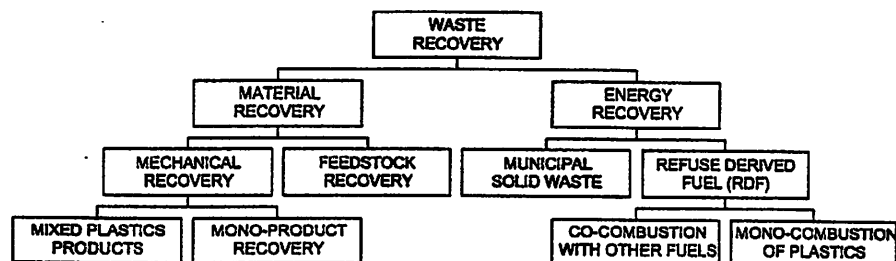 WASTE
RECOVERY
MATERIAL
RECOVERY
ENERGY
RECOVERY
MECHANICAL
RECOVERY
FEEDSTOCK
RECOVERY
MUNICIPAL
SOLID WASTE
REFUSE DERIVED
FUEL (RDF)
MIXED PLASTICS
PRODUCTS
MONO-PRODUCT
RECOVERY
CO-COMBUSTION
WITH OTHER FUELS
MONO-COMBUSTION
OF PLASTICS